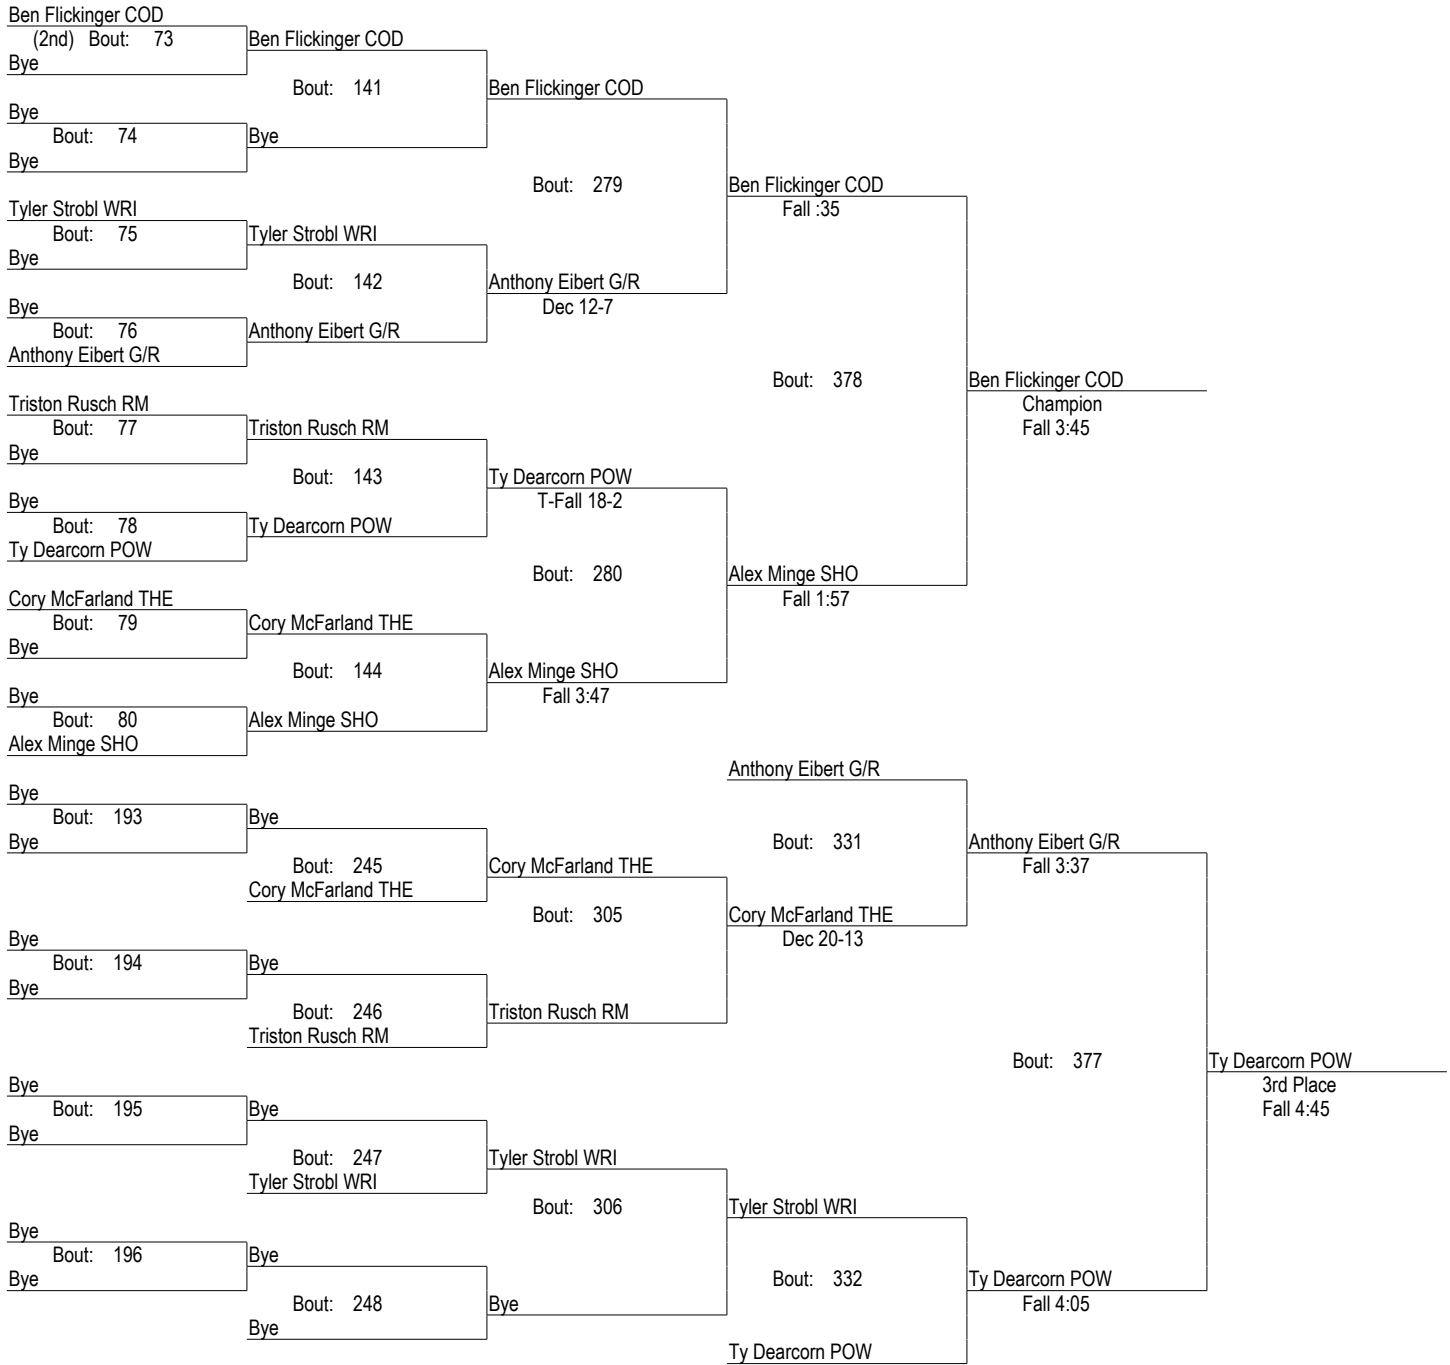 Ben Flickinger COD
(2nd) Bout: 73
Bye
Ben Flickinger COD
Bout: 141
Bye
Bout: 74
Bye
Bye
Ben Flickinger COD
Bout: 279
Tyler Strobl WRI
Bout: 75
Bye
Tyler Strobl WRI
Bout: 142
Bye
Bout: 76
Anthony Eibert G/R
Anthony Eibert G/R
Anthony Eibert G/R
Dec 12-7
Ben Flickinger COD
Fall :35
Bout: 378
Triston Rusch RM
Bout: 77
Bye
Triston Rusch RM
Bout: 143
Bye
Bout: 78
Ty Dearcorn POW
Ty Dearcorn POW
Ty Dearcorn POW
T-Fall 18-2
Bout: 280
Cory McFarland THE
Bout: 79
Bye
Cory McFarland THE
Bout: 144
Bye
Bout: 80
Alex Minge SHO
Alex Minge SHO
Alex Minge SHO
Fall 3:47
Alex Minge SHO
Fall 1:57
Ben Flickinger COD
Champion
Fall 3:45
Bye
Bout: 193
Bye
Bye
Bout: 245
Cory McFarland THE
Cory McFarland THE
Bout: 305
Bye
Bout: 194
Bye
Bye
Bout: 246
Triston Rusch RM
Triston Rusch RM
Anthony Eibert G/R
Bout: 331
Cory McFarland THE
Dec 20-13
Anthony Eibert G/R
Fall 3:37
Bout: 377
Bye
Bout: 195
Bye
Bye
Bout: 247
Tyler Strobl WRI
Tyler Strobl WRI
Bout: 306
Bye
Bout: 196
Bye
Bye
Bout: 248
Bye
Bye
Tyler Strobl WRI
Bout: 332
Ty Dearcorn POW
Ty Dearcorn POW
Fall 4:05
Ty Dearcorn POW
3rd Place
Fall 4:45